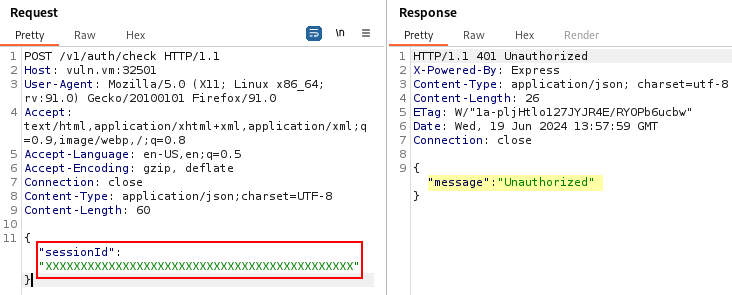 Request
Pretty Raw Hex \n
1 POST /v1/auth/check HTTP/1.1
2 Host: vuln.vm:32501
3 User-Agent: Mozilla/5.0 (X11; Linux x86_64;
rv:91.0) Gecko/20100101 Firefox/91.0
4 Accept:
text/html,application/xhtml+xml,application/xml;q
=0.9,image/webp,/;q=0.8
5 Accept-Language: en-US,en;q=0.5
6 Accept-Encoding: gzip, deflate
7 Connection: close
8 Content-Type: application/json;charset=UTF-8
9 Content-Length: 60
10
11 {
"sessionId":
"XXXXXXXXXXXXXXXXXXXXXXXXXXXXXXXXXXXXXXXXXXXX"
}
Response
Pretty Raw Hex Render
1 HTTP/1.1 401 Unauthorized
2 X-Powered-By: Express
3 Content-Type: application/json; charset=utf-8
4 Content-Length: 26
5 ETag: W/"1a-pljHtlo127JYJR4E/RYOPb6ucbw"
6 Date: Wed, 19 Jun 2024 13:57:59 GMT
7 Connection: close
8
9 {
"message":"Unauthorized"
}